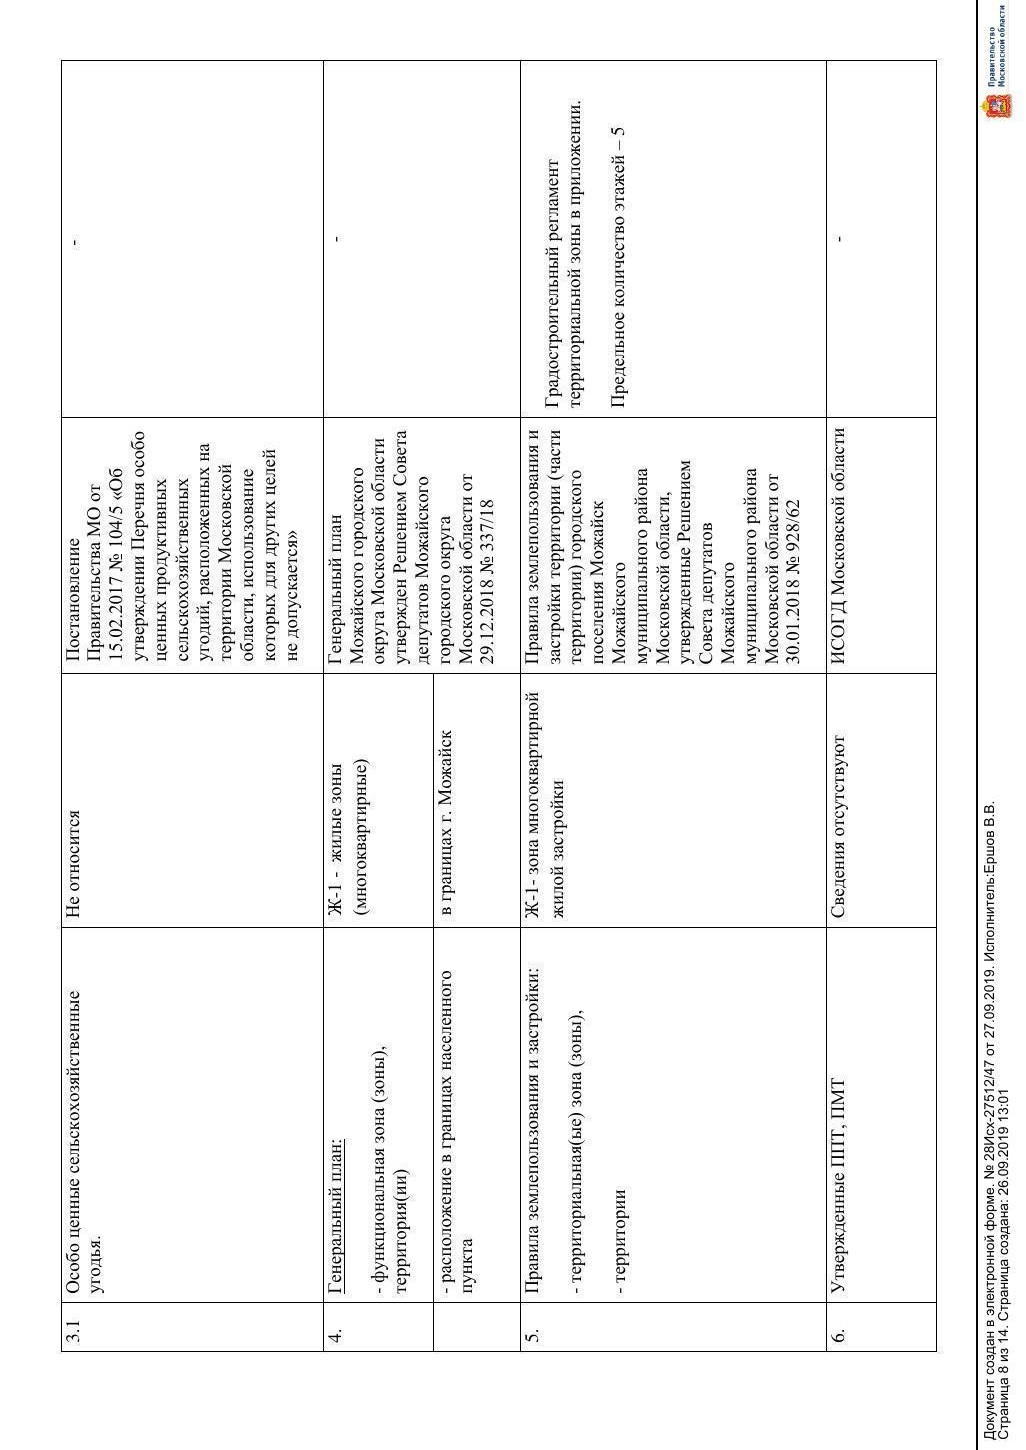 3.1
Особо ценные сельскохозяйственные
угодья.
Не относится
Постановление
Правительства МО от
15.02.2017 № 104/5 «Об
утверждении Перечня особо
ценных продуктивных
сельскохозяйственных
угодий, расположенных на
территории Московской
области, использование
которых для других целей
не допускается»
-
4.
Генеральный план:
- функциональная зона (зоны),
территория(ии)
Ж-1 - жилые зоны
(многоквартирные)
Генеральный план
Можайского городского
округа Московской области
утвержден Решением Совета
депутатов Можайского
городского округа
Московской области от
29.12.2018 № 337/18
-
- расположение в границах населенного
пункта
в границах г. Можайск
5.
Правила землепользования и застройки:
- территориальная(ые) зона (зоны),
- территории
Ж-1- зона многоквартирной
жилой застройки
Правила землепользования и
застройки территории (части
территории) городского
поселения Можайск
Можайского
муниципального района
Московской области,
утвержденные Решением
Совета депутатов
Можайского
муниципального района
Московской области от
30.01.2018 № 928/62
Градостроительный регламент
территориальной зоны в приложении.
Предельное количество этажей – 5
6.
Утвержденные ППТ, ПМТ
Сведения отсутствуют
ИСОГД Московской области
-
Документ создан в электронной форме. № 28Исх-27512/47 от 27.09.2019. Исполнитель:Ершов В.В.
Страница 8 из 14. Страница создана: 26.09.2019 13:01
Правительство
Московской области